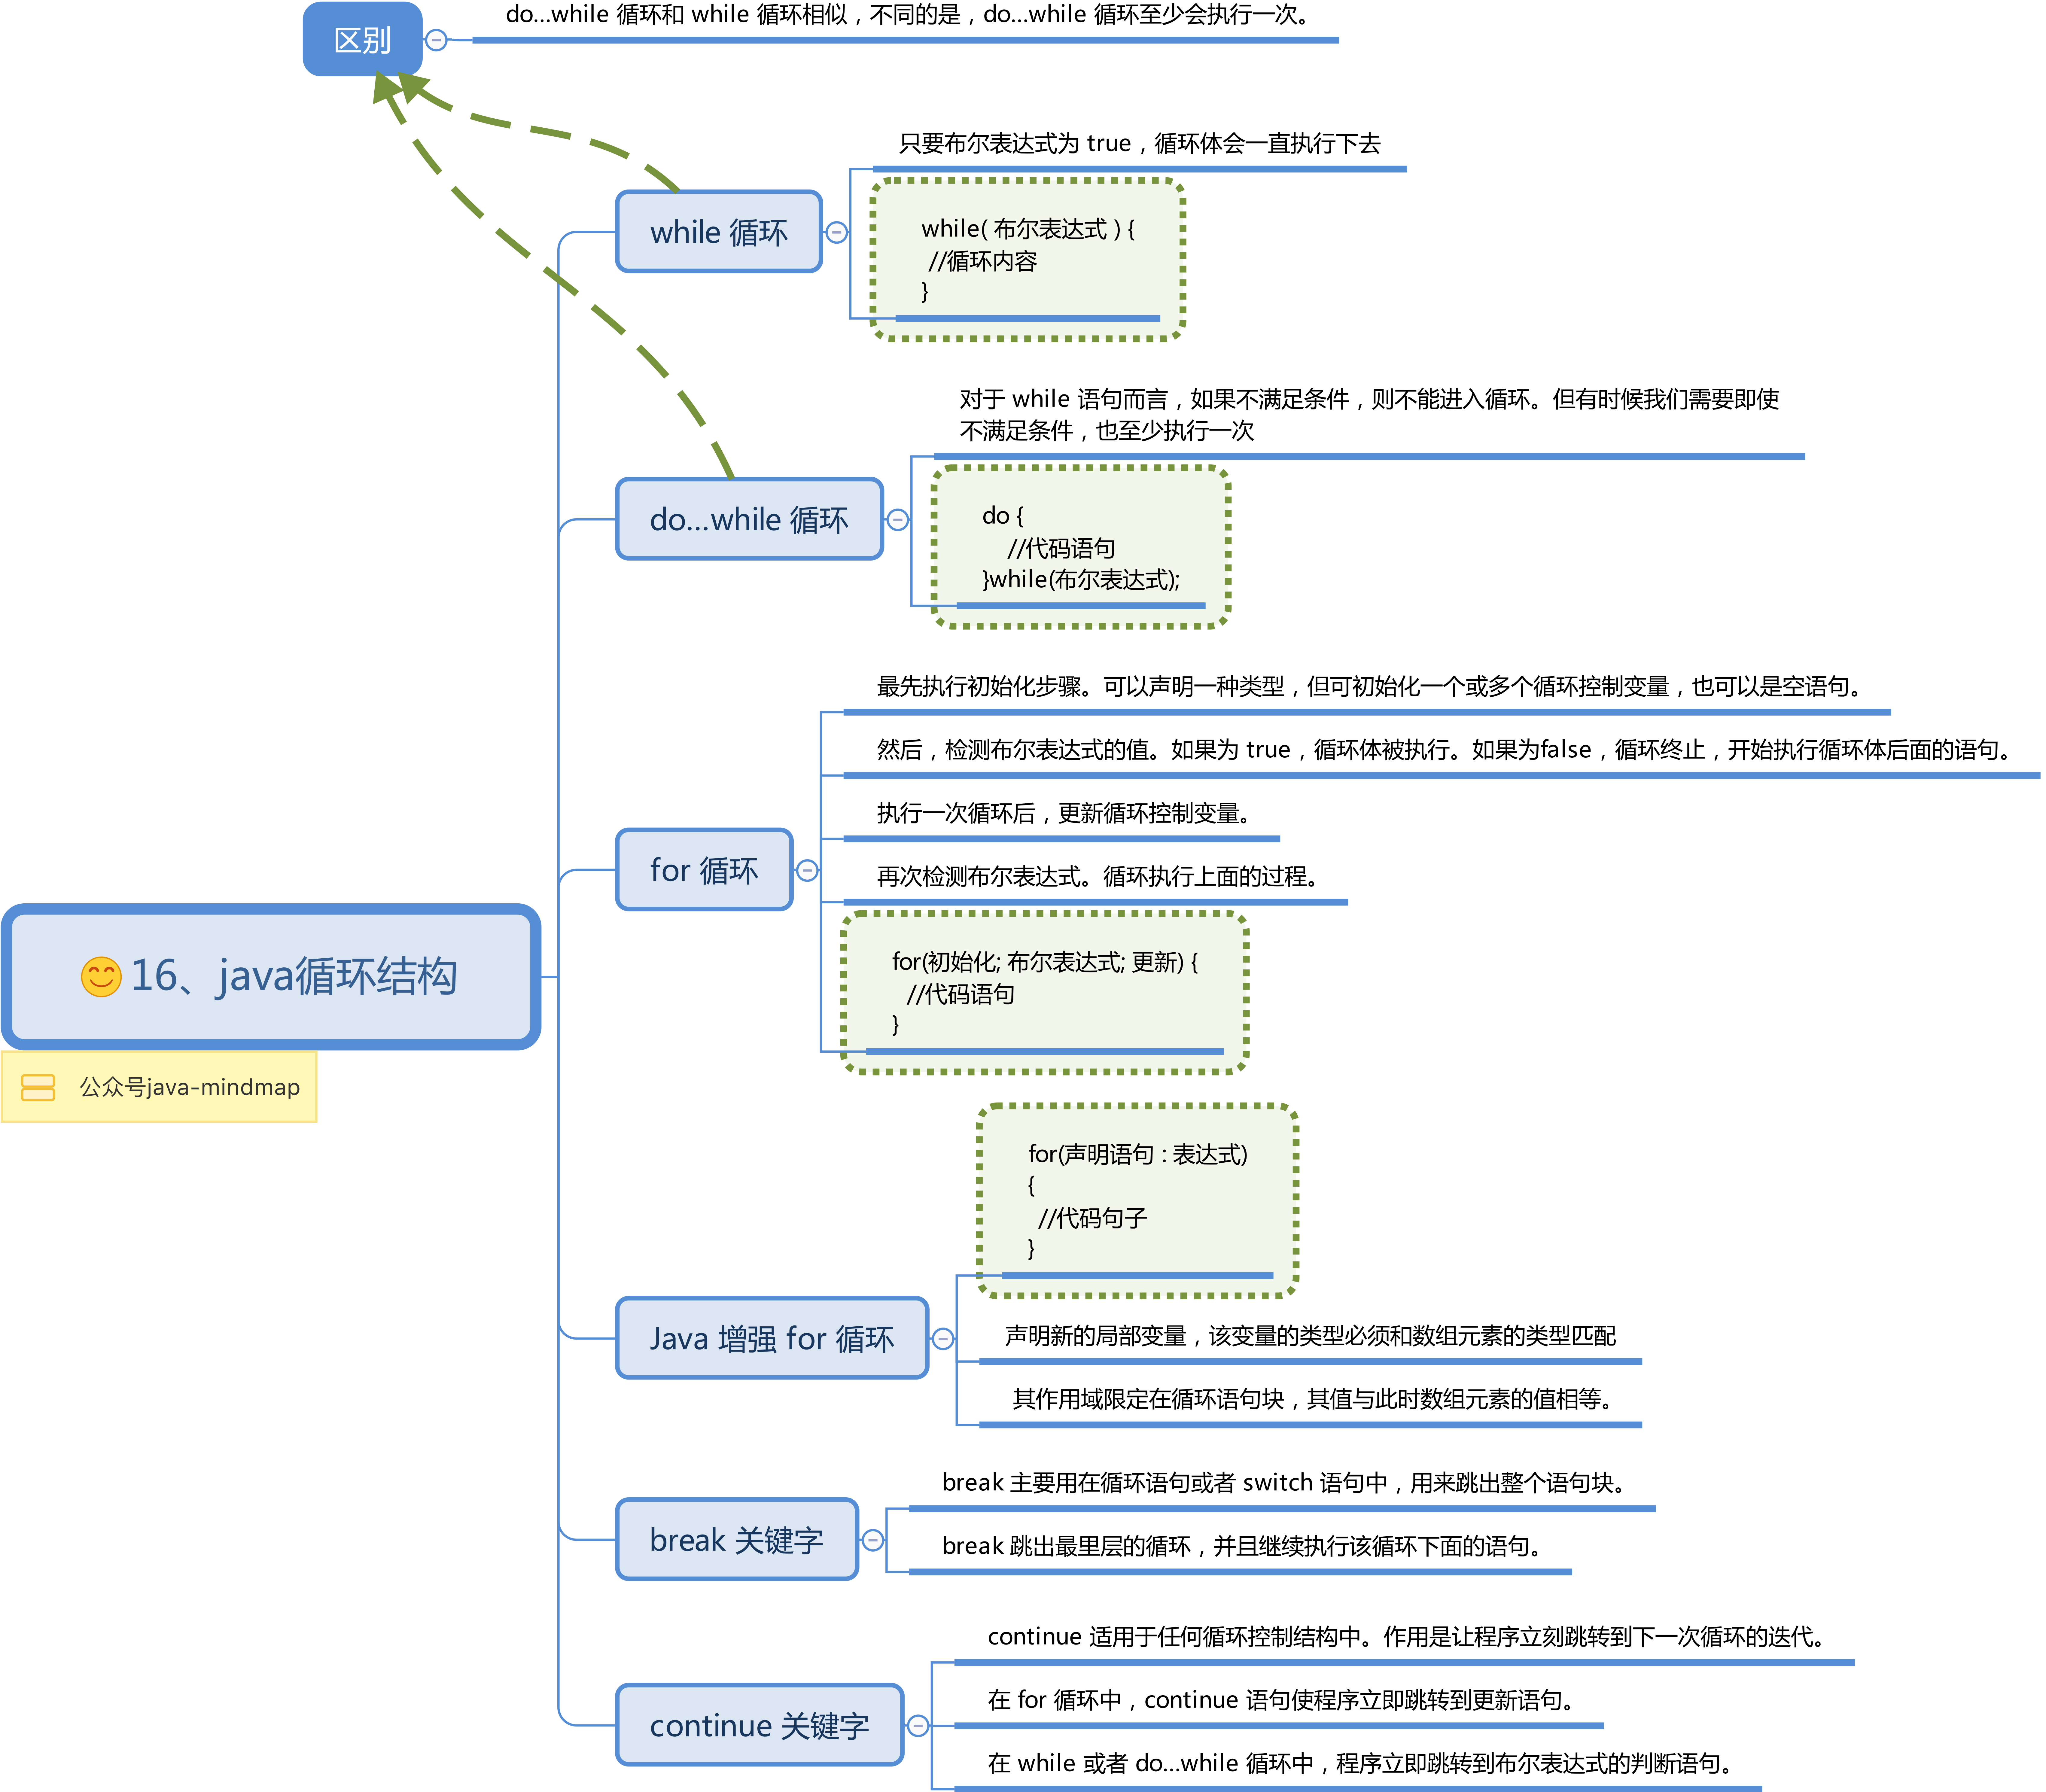 区别
do…while 循环和 while 循环相似，不同的是，do…while 循环至少会执行一次。
while 循环
只要布尔表达式为 true，循环体会一直执行下去
while( 布尔表达式 ) {
//循环内容
}
do…while 循环
对于 while 语句而言，如果不满足条件，则不能进入循环。但有时候我们需要即使
不满足条件，也至少执行一次
do {
//代码语句
}while(布尔表达式);
for 循环
最先执行初始化步骤。可以声明一种类型，但可初始化一个或多个循环控制变量，也可以是空语句。
然后，检测布尔表达式的值。如果为 true，循环体被执行。如果为false，循环终止，开始执行循环体后面的语句。
执行一次循环后，更新循环控制变量。
再次检测布尔表达式。循环执行上面的过程。
for(初始化; 布尔表达式; 更新) {
//代码语句
}
16、java循环结构
公众号java-mindmap
Java 增强 for 循环
for(声明语句 : 表达式)
{
//代码句子
}
声明新的局部变量，该变量的类型必须和数组元素的类型匹配
其作用域限定在循环语句块，其值与此时数组元素的值相等。
break 关键字
break 主要用在循环语句或者 switch 语句中，用来跳出整个语句块。
break 跳出最里层的循环，并且继续执行该循环下面的语句。
continue 关键字
continue 适用于任何循环控制结构中。作用是让程序立刻跳转到下一次循环的迭代。
在 for 循环中，continue 语句使程序立即跳转到更新语句。
在 while 或者 do…while 循环中，程序立即跳转到布尔表达式的判断语句。